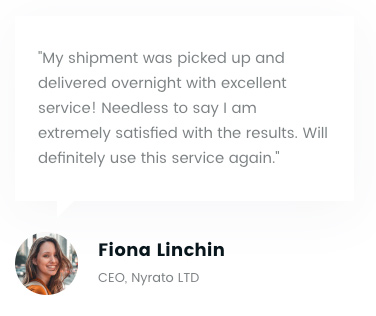 "My shipment was picked up and
delivered overnight with excellent
service! Needless to say I am
extremely satisfied with the results. Will
definitely use this service again."
Fiona Linchin
CEO, Nyrato LTD